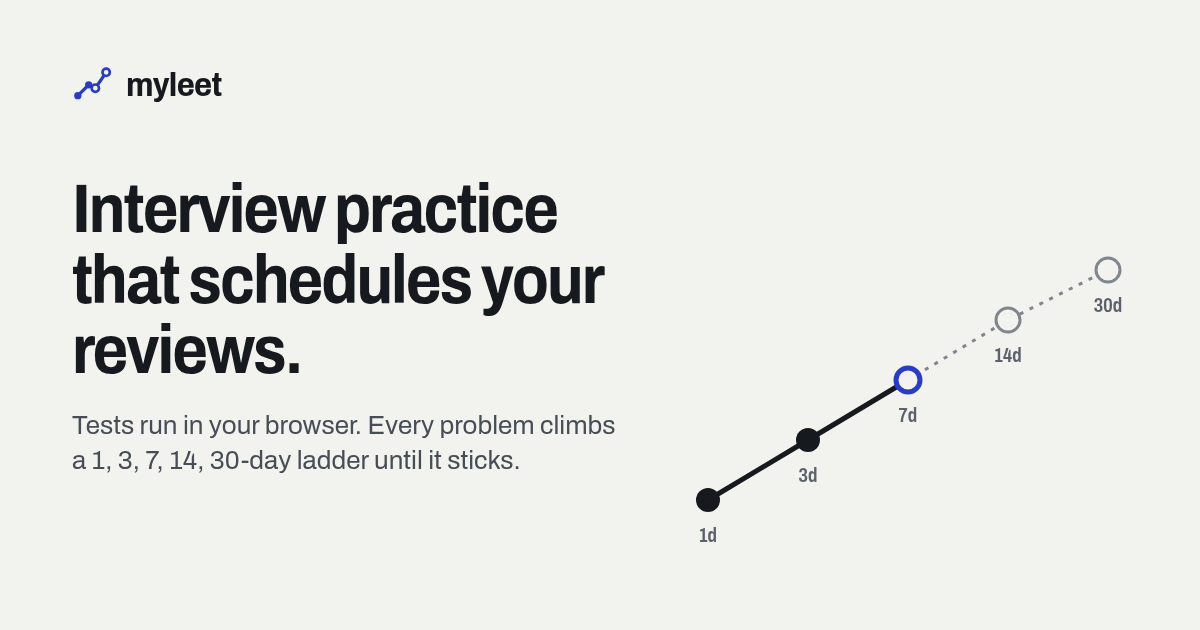 myleet
Interview practice
that schedules your
reviews.
Tests run in your browser. Every problem climbs
a 1, 3, 7, 14, 30-day ladder until it sticks.
1d
3d
7d
14d
30d